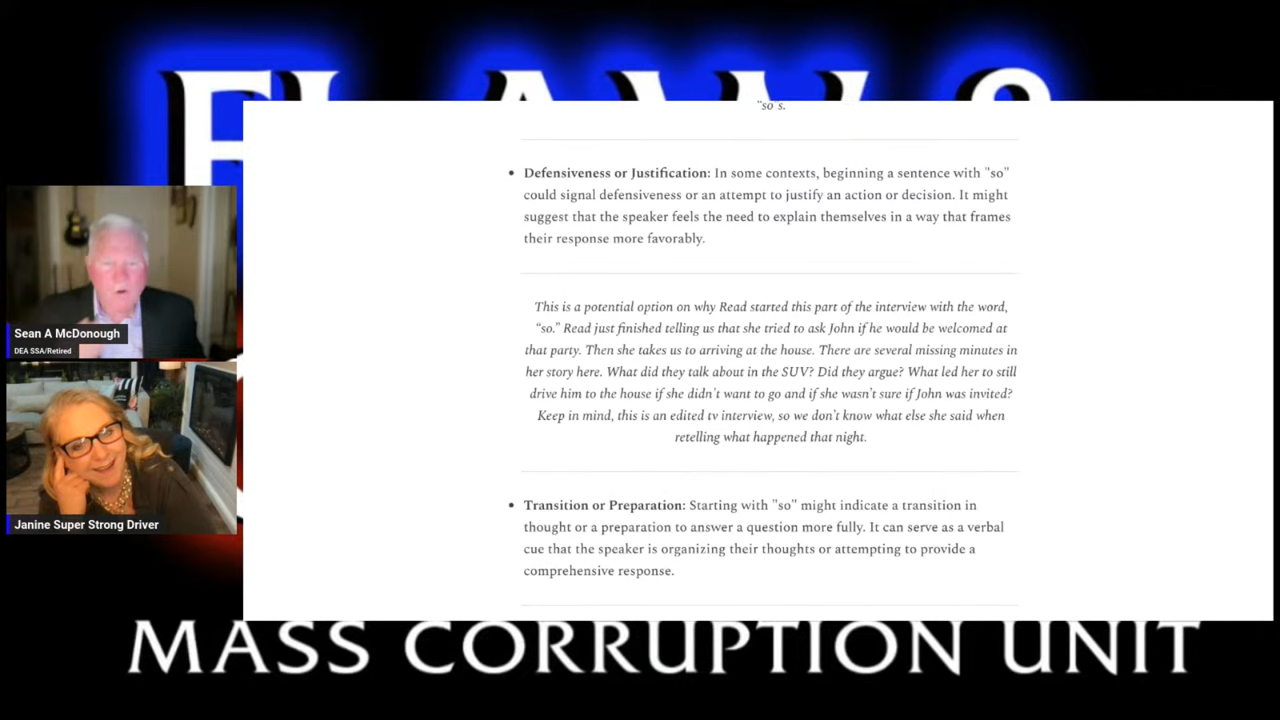 "so s.
• Defensiveness or Justification: In some contexts, beginning a sentence with "so"
could signal defensiveness or an attempt to justify an action or decision. It might
suggest that the speaker feels the need to explain themselves in a way that frames
their response more favorably.
This is a potential option on why Read started this part of the interview with the word,
“so.” Read just finished telling us that she tried to ask John if he would be welcomed at
that party. Then she takes us to arriving at the house. There are several missing minutes in
her story here. What did they talk about in the SUV? Did they argue? What led her to still
drive him to the house if she didn't want to go and if she wasn't sure if John was invited?
Keep in mind, this is an edited tv interview, so we don't know what else she said when
retelling what happened that night.
• Transition or Preparation: Starting with "so" might indicate a transition in
thought or a preparation to answer a question more fully. It can serve as a verbal
cue that the speaker is organizing their thoughts or attempting to provide a
comprehensive response.
Sean A McDonough
DEA SSA/Retired
Janine Super Strong Driver
MASS CORRUPTION UNIT